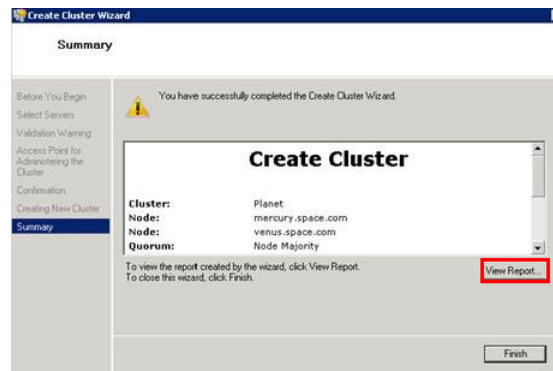 Create Cluster Wizard
Summary
Before You Begin
Select Servers
Validation Warning
Access Point for
Administering the
Cluster
Confirmation
Creating New Cluster
Summary
You have successfully completed the Create Cluster Wizard.
Create Cluster
Cluster: Planet
Node: mercury.space.com
Node: venus.space.com
Quorum: Node Majority
To view the report created by the wizard, click View Report.
To close this wizard, click Finish.
View Report...
Finish